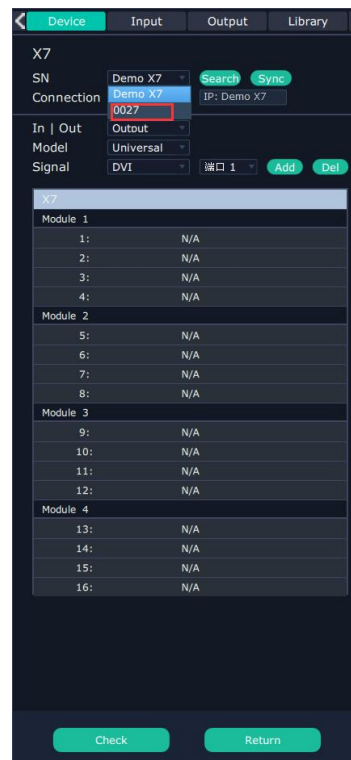 Device Input Output Library
X7
SN Demo X7 Search Sync
Connection Demo X7 IP: Demo X7
0027
In | Out Output
Model Universal
Signal DVI 端口 1 Add Del
X7
Module 1
1: N/A
2: N/A
3: N/A
4: N/A
Module 2
5: N/A
6: N/A
7: N/A
8: N/A
Module 3
9: N/A
10: N/A
11: N/A
12: N/A
Module 4
13: N/A
14: N/A
15: N/A
16: N/A
Check Return